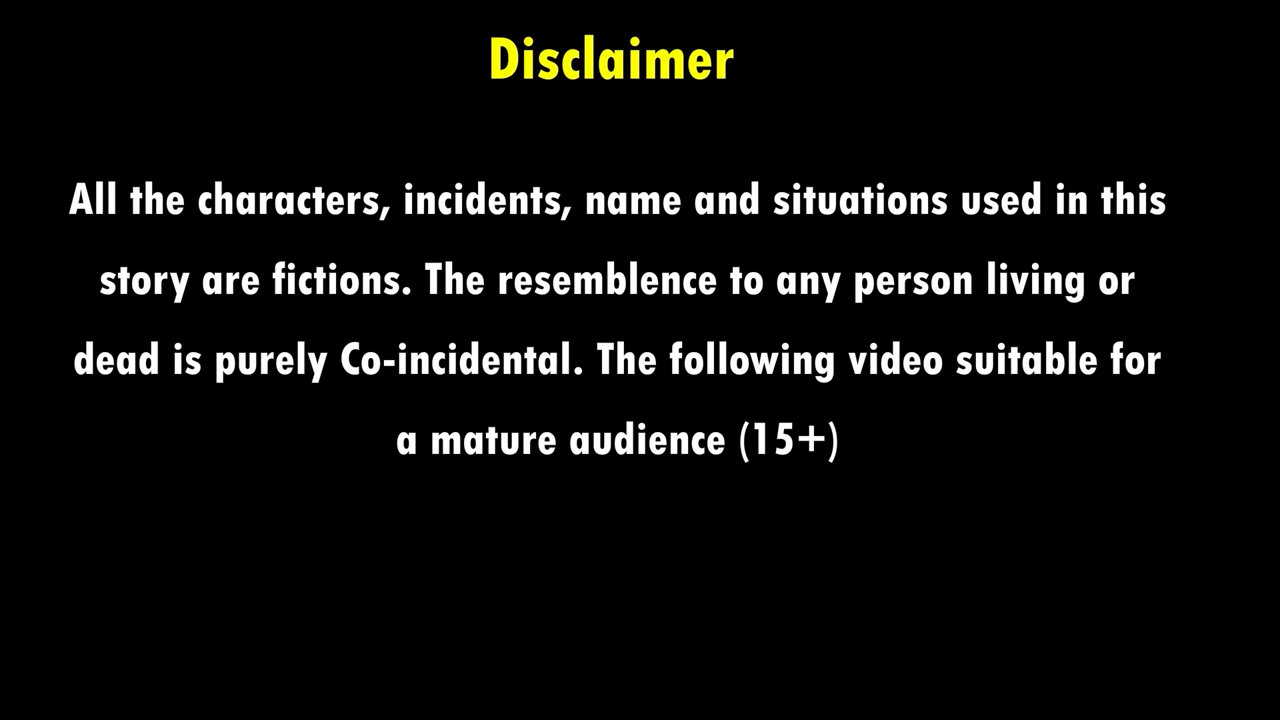 Disclaimer
All the characters, incidents, name and situations used in this
story are fictions. The resemblence to any person living or
dead is purely Co-incidental. The following video suitable for
a mature audience (15+)